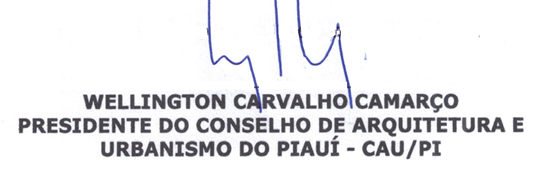 WELLINGTON CARVALHO CAMARÇO
PRESIDENTE DO CONSELHO DE ARQUITETURA E
URBANISMO DO PIAUÍ - CAU/PI